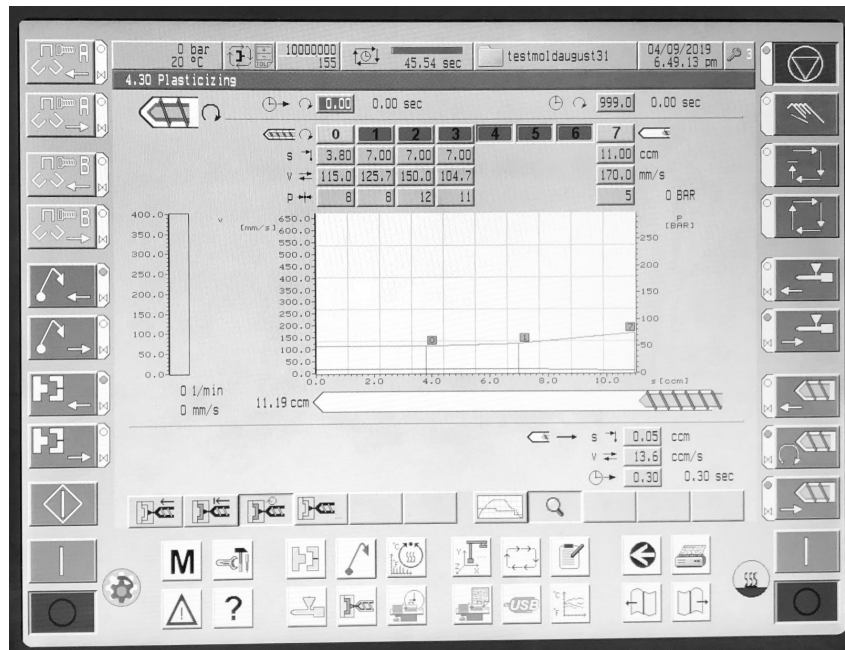 0 bar
20 °C
10000000
155
45.54 sec
testmoldaugust31
04/09/2019
6.49.13 pm
3
4.30 Plasticizing
0.00 0.00 sec
999.0 0.00 sec
0 1 2 3 4 5 6 7
s 3.80 7.00 7.00 7.00 11.00 ccm
v 115.0 125.7 150.0 104.7 170.0 mm/s
p 8 8 12 11 5 0 BAR
A
A
B
B
v [mm/s]
p [BAR]
400.0
350.0
300.0
250.0
200.0
150.0
100.0
50.0
0.0
650.0
600.0
550.0
500.0
450.0
400.0
350.0
300.0
250.0
200.0
150.0
100.0
50.0
0.0
250
200
150
100
50
0
0 1 7
0.0 2.0 4.0 6.0 8.0 10.0 s[ccm]
0 1/min
0 mm/s
11.19 ccm
s 0.05 ccm
v 13.6 ccm/s
0.30 0.30 sec
M
°C
°F
Y
Z X
?
USB
°C
°F